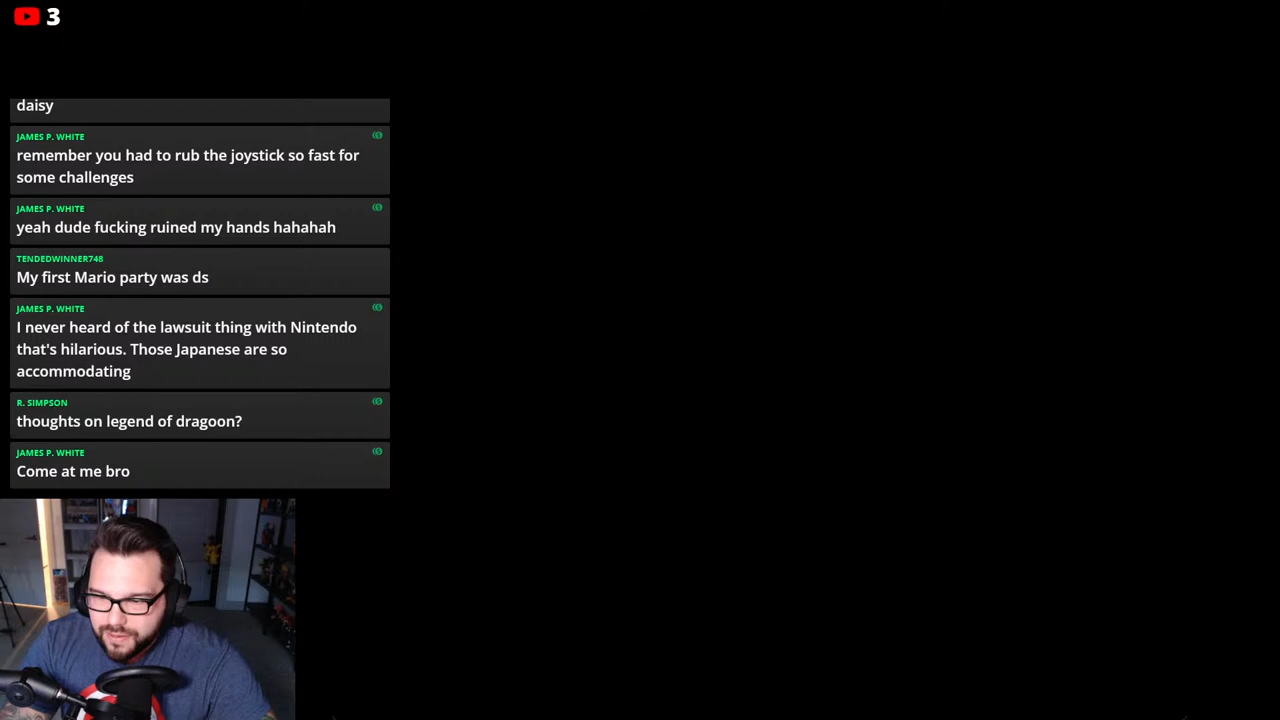 3
daisy
JAMES P. WHITE
remember you had to rub the joystick so fast for
some challenges
JAMES P. WHITE
yeah dude fucking ruined my hands hahahah
TENDEDWINNER748
My first Mario party was ds
JAMES P. WHITE
I never heard of the lawsuit thing with Nintendo
that's hilarious. Those Japanese are so
accommodating
R. SIMPSON
thoughts on legend of dragoon?
JAMES P. WHITE
Come at me bro